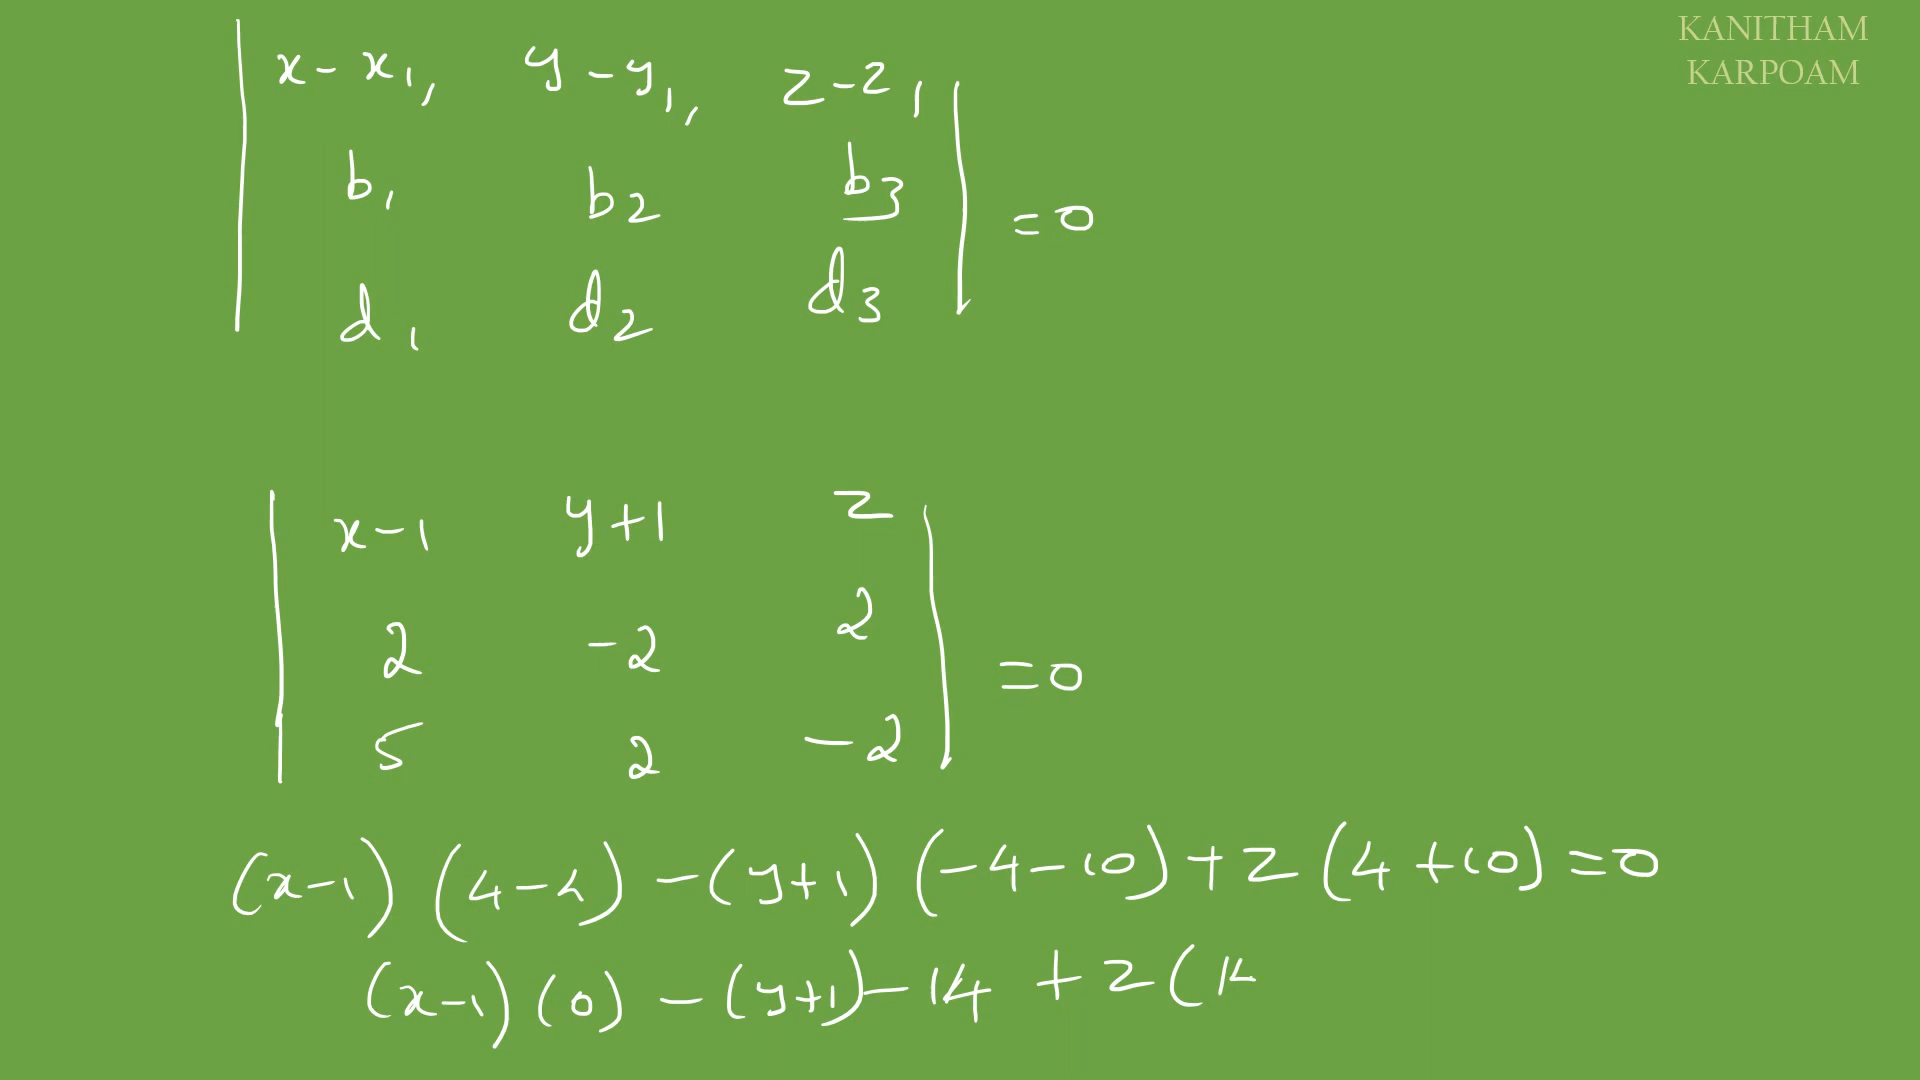 KANITHAM
KARPOAM
| x - x₁, y - y₁, z - z₁ |
| b₁ b₂ b₃ | = 0
| d₁ d₂ d₃ |
| x-1 y+1 z |
| 2 -2 2 | = 0
| 5 2 -2 |
(x-1) (4-4) - (y+1) (-4-10) + z (4+10) = 0
(x-1) (0) - (y+1) - 14 + z (14